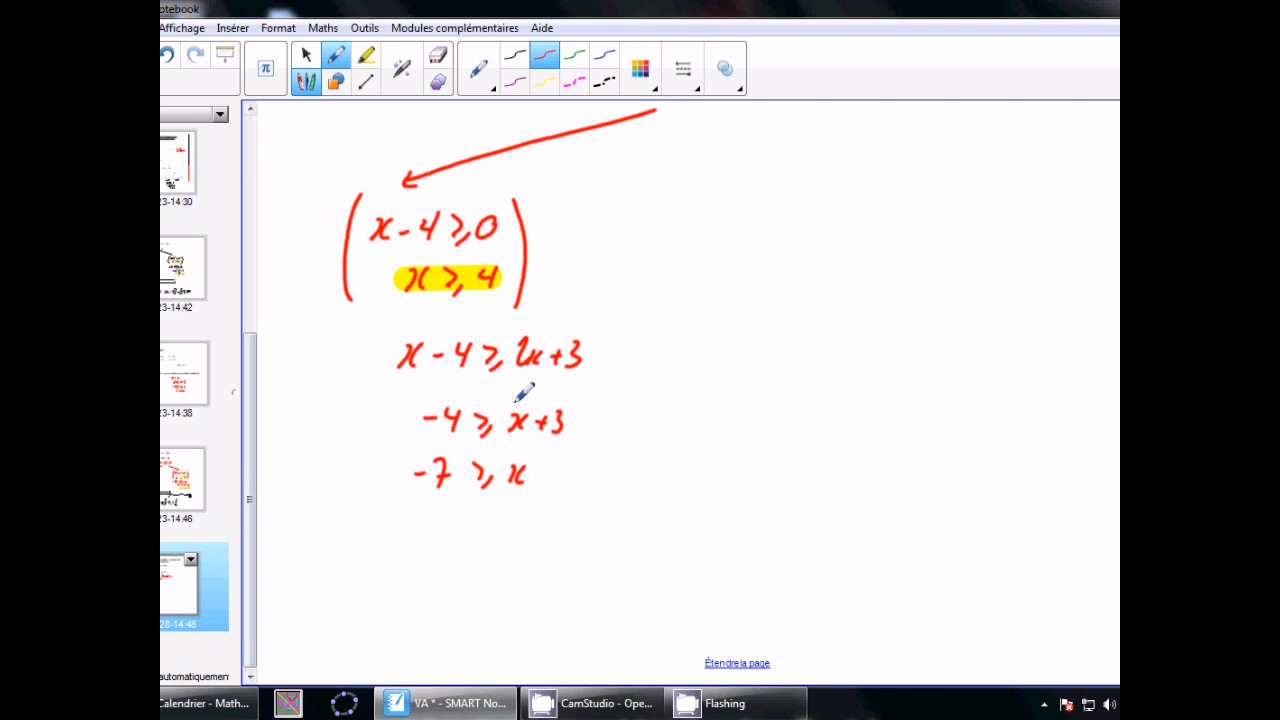 otebook
Affichage Insérer Format Maths Outils Modules complémentaires Aide
π
23-14:30
23-14:42
23-14:38
23-14:46
28-14:48
automatiquement
x - 4 ≥ 0
x ≥ 4
x - 4 ≥ 2x + 3
-4 ≥ x + 3
-7 ≥ x
Étendre la page
Calendrier - Math... VA * - SMART No... CamStudio - Ope... Flashing